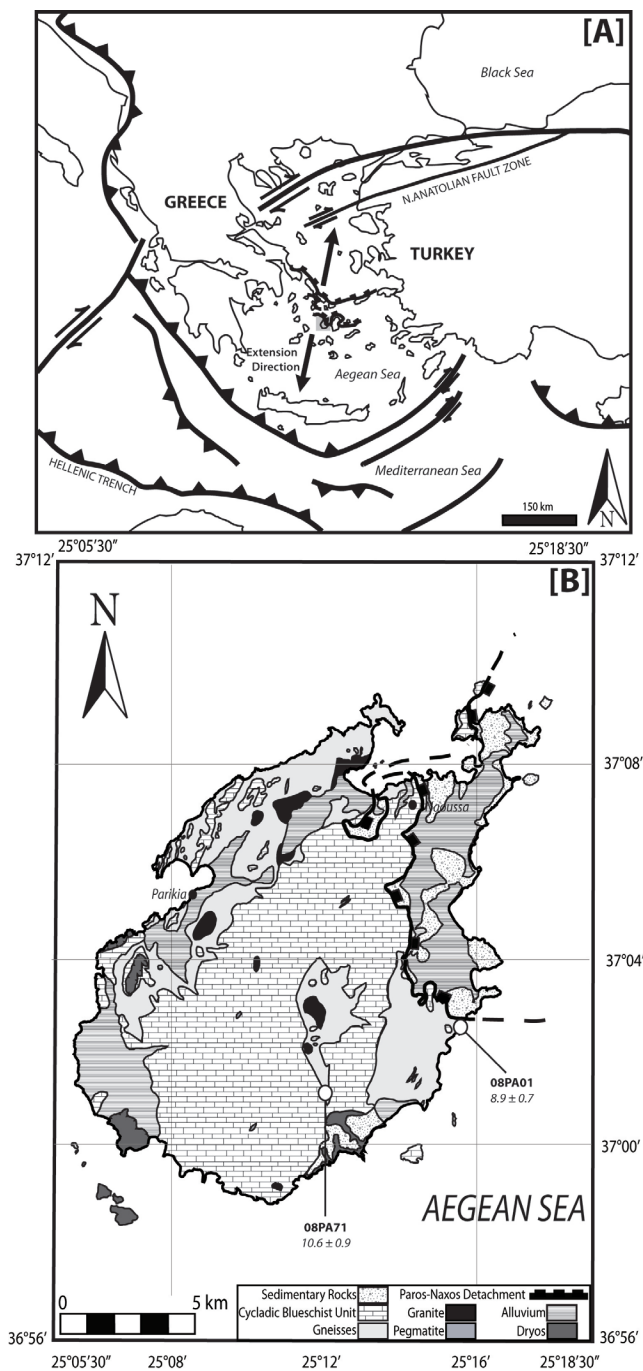 [A]
Black Sea
GREECE
N.ANATOLIAN FAULT ZONE
TURKEY
Extension
Direction
Aegean Sea
Mediterranean Sea
HELLENIC TRENCH
150 km
N
25°05'30" 25°18'30"
37°12' 37°12'
[B]
N
37°08'
Naoussa
Parikia
37°04'
08PA01
8.9 ± 0.7
37°00'
08PA71
10.6 ± 0.9
AEGEAN SEA
0 5 km
Sedimentary Rocks Paros-Naxos Detachment
Cycladic Blueschist Unit Granite Alluvium
Gneisses Pegmatite Dryos
36°56' 36°56'
25°05'30" 25°08' 25°12' 25°16' 25°18'30"